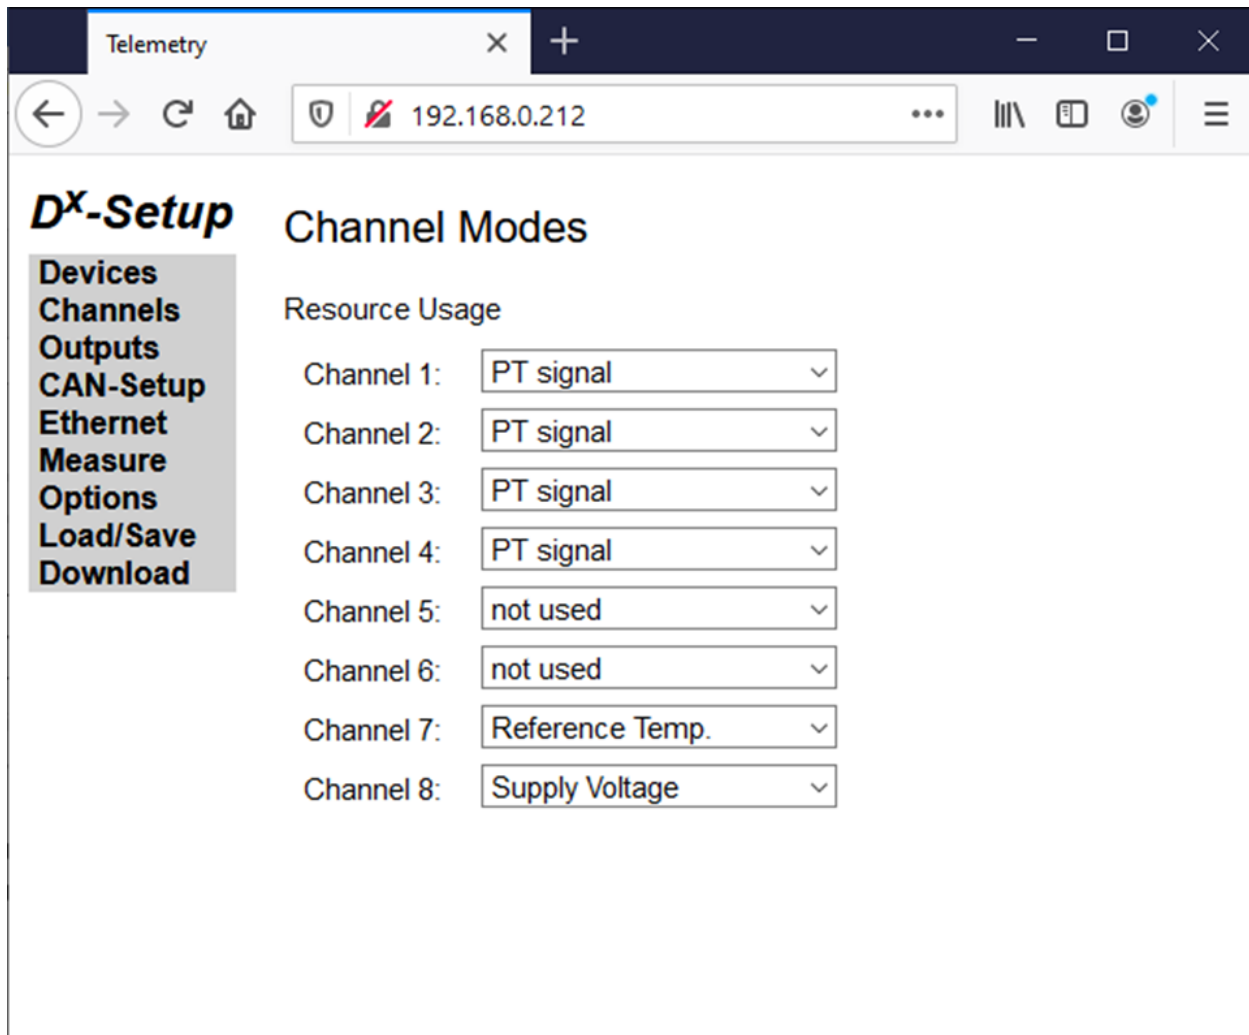 Telemetry
192.168.0.212
Dx-Setup
Devices
Channels
Outputs
CAN-Setup
Ethernet
Measure
Options
Load/Save
Download
Channel Modes
Resource Usage
Channel 1: PT signal
Channel 2: PT signal
Channel 3: PT signal
Channel 4: PT signal
Channel 5: not used
Channel 6: not used
Channel 7: Reference Temp.
Channel 8: Supply Voltage